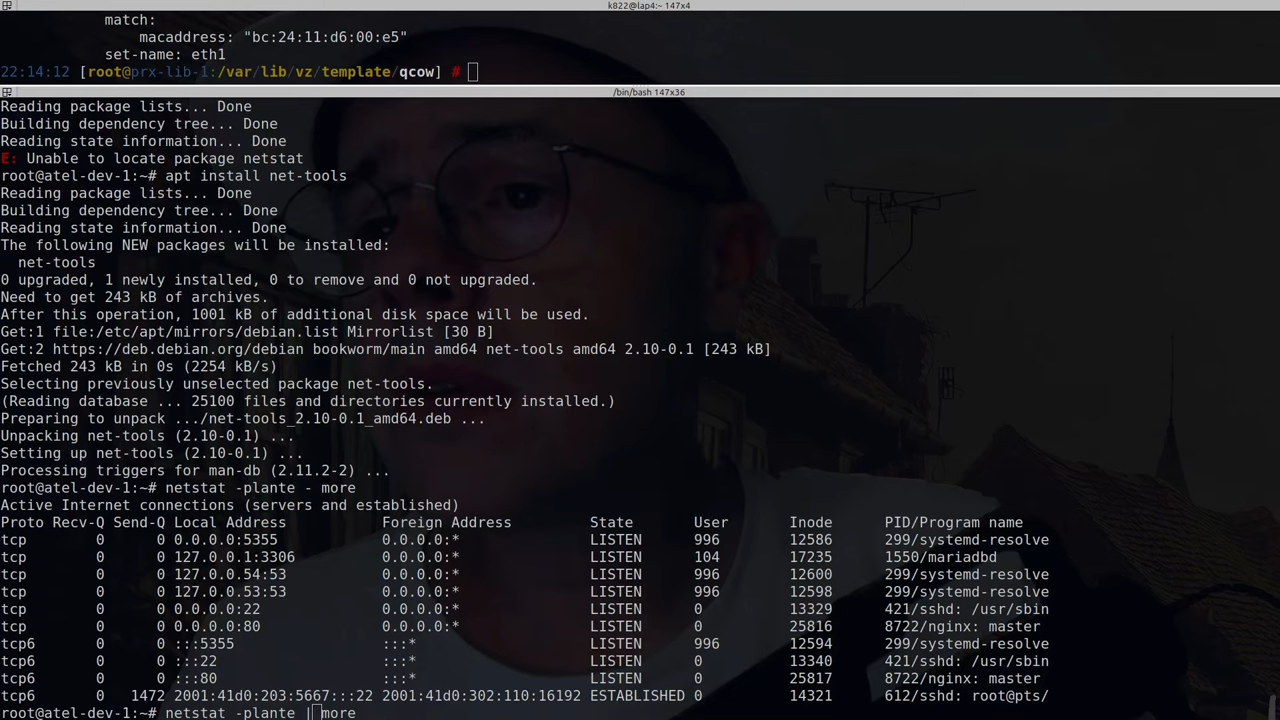 k822@lap4:~ 147x4
match:
macaddress: "bc:24:11:d6:00:e5"
set-name: eth1
22:14:12 [root@prx-lib-1:/var/lib/vz/template/qcow] #
/bin/bash 147x36
Reading package lists... Done
Building dependency tree... Done
Reading state information... Done
E: Unable to locate package netstat
root@atel-dev-1:~# apt install net-tools
Reading package lists... Done
Building dependency tree... Done
Reading state information... Done
The following NEW packages will be installed:
net-tools
0 upgraded, 1 newly installed, 0 to remove and 0 not upgraded.
Need to get 243 kB of archives.
After this operation, 1001 kB of additional disk space will be used.
Get:1 file:/etc/apt/mirrors/debian.list Mirrorlist [30 B]
Get:2 https://deb.debian.org/debian bookworm/main amd64 net-tools amd64 2.10-0.1 [243 kB]
Fetched 243 kB in 0s (2254 kB/s)
Selecting previously unselected package net-tools.
(Reading database ... 25100 files and directories currently installed.)
Preparing to unpack .../net-tools_2.10-0.1_amd64.deb ...
Unpacking net-tools (2.10-0.1) ...
Setting up net-tools (2.10-0.1) ...
Processing triggers for man-db (2.11.2-2) ...
root@atel-dev-1:~# netstat -plante - more
Active Internet connections (servers and established)
Proto Recv-Q Send-Q Local Address Foreign Address State User Inode PID/Program name
tcp 0 0 0.0.0.0:5355 0.0.0.0:* LISTEN 996 12586 299/systemd-resolve
tcp 0 0 127.0.0.1:3306 0.0.0.0:* LISTEN 104 17235 1550/mariadbd
tcp 0 0 127.0.0.54:53 0.0.0.0:* LISTEN 996 12600 299/systemd-resolve
tcp 0 0 127.0.0.53:53 0.0.0.0:* LISTEN 996 12598 299/systemd-resolve
tcp 0 0 0.0.0.0:22 0.0.0.0:* LISTEN 0 13329 421/sshd: /usr/sbin
tcp 0 0 0.0.0.0:80 0.0.0.0:* LISTEN 0 25816 8722/nginx: master
tcp6 0 0 :::5355 :::* LISTEN 996 12594 299/systemd-resolve
tcp6 0 0 :::22 :::* LISTEN 0 13340 421/sshd: /usr/sbin
tcp6 0 0 :::80 :::* LISTEN 0 25817 8722/nginx: master
tcp6 0 1472 2001:41d0:203:5667:::22 2001:41d0:302:110:16192 ESTABLISHED 0 14321 612/sshd: root@pts/
root@atel-dev-1:~# netstat -plante | more